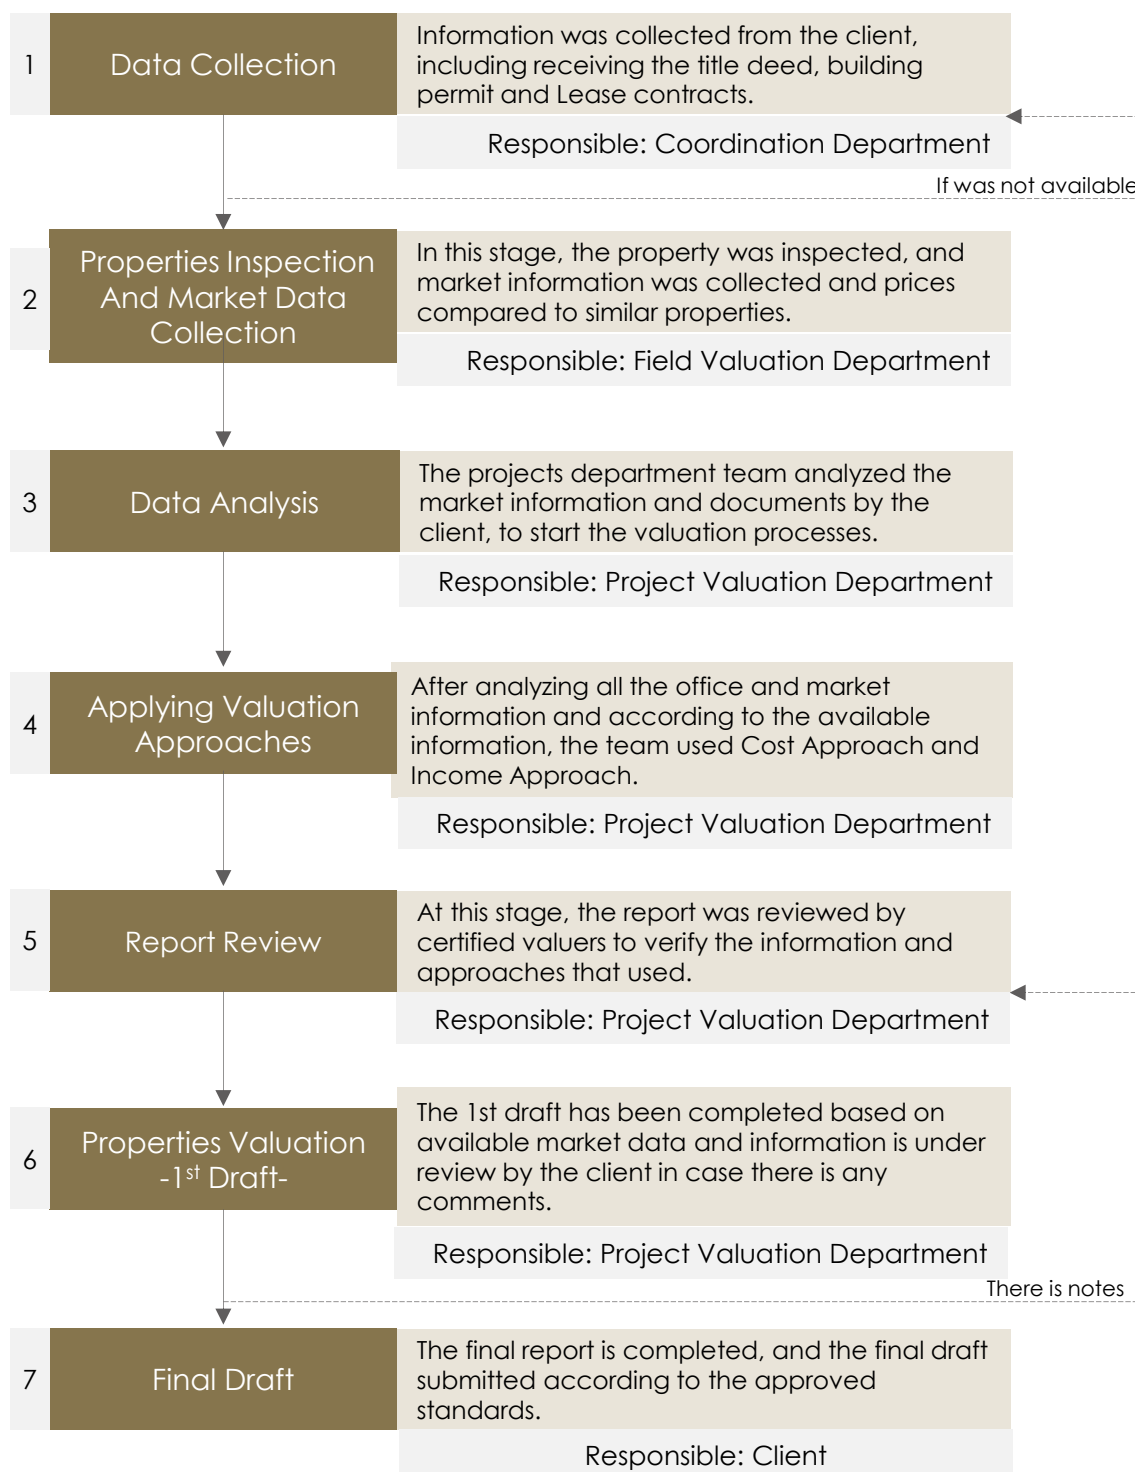 1
Data Collection
Information was collected from the client,
including receiving the title deed, building
permit and Lease contracts.
Responsible: Coordination Department
If was not available
2
Properties Inspection
And Market Data
Collection
In this stage, the property was inspected, and
market information was collected and prices
compared to similar properties.
Responsible: Field Valuation Department
3
Data Analysis
The projects department team analyzed the
market information and documents by the
client, to start the valuation processes.
Responsible: Project Valuation Department
4
Applying Valuation
Approaches
After analyzing all the office and market
information and according to the available
information, the team used Cost Approach and
Income Approach.
Responsible: Project Valuation Department
5
Report Review
At this stage, the report was reviewed by
certified valuers to verify the information and
approaches that used.
Responsible: Project Valuation Department
6
Properties Valuation
-1st Draft-
The 1st draft has been completed based on
available market data and information is under
review by the client in case there is any
comments.
Responsible: Project Valuation Department
There is notes
7
Final Draft
The final report is completed, and the final draft
submitted according to the approved
standards.
Responsible: Client